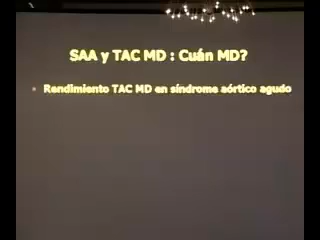 SAA y TAC MD : Cuán MD?
Rendimiento TAC MD en síndrome aórtico agudo